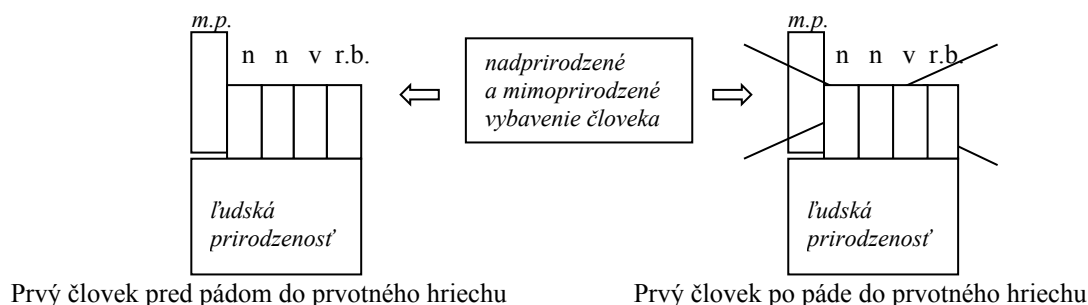 m.p.
n n v r.b.
ľudská
prirodzenosť
Prvý človek pred pádom do prvotného hriechu
nadprirodzené
a mimoprirodzené
vybavenie človeka
m.p.
n n v r.b.
ľudská
prirodzenosť
Prvý človek po páde do prvotného hriechu